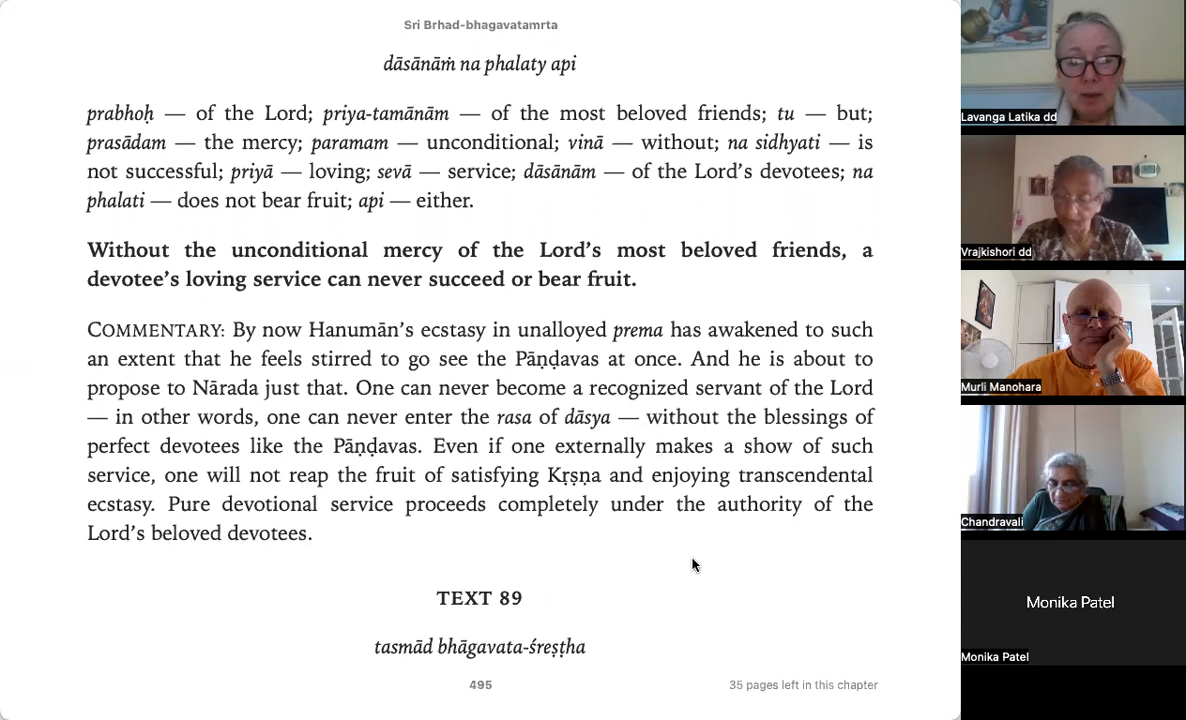 Sri Brhad-bhagavatamrta
dāsānāṁ na phalaty api
prabhoḥ — of the Lord; priya-tamānām — of the most beloved friends; tu — but;
prasādam — the mercy; paramam — unconditional; vinā — without; na sidhyati — is
not successful; priyā — loving; sevā — service; dāsānām — of the Lord’s devotees; na
phalati — does not bear fruit; api — either.
Without the unconditional mercy of the Lord’s most beloved friends, a
devotee’s loving service can never succeed or bear fruit.
COMMENTARY: By now Hanumān’s ecstasy in unalloyed prema has awakened to such
an extent that he feels stirred to go see the Pāṇḍavas at once. And he is about to
propose to Nārada just that. One can never become a recognized servant of the Lord
— in other words, one can never enter the rasa of dāsya — without the blessings of
perfect devotees like the Pāṇḍavas. Even if one externally makes a show of such
service, one will not reap the fruit of satisfying Kṛṣṇa and enjoying transcendental
ecstasy. Pure devotional service proceeds completely under the authority of the
Lord’s beloved devotees.
TEXT 89
tasmād bhāgavata-śreṣṭha
495
35 pages left in this chapter
Lavanga Latika dd
Vrajkishori dd
Murli Manohara
Chandravali
Monika Patel
Monika Patel